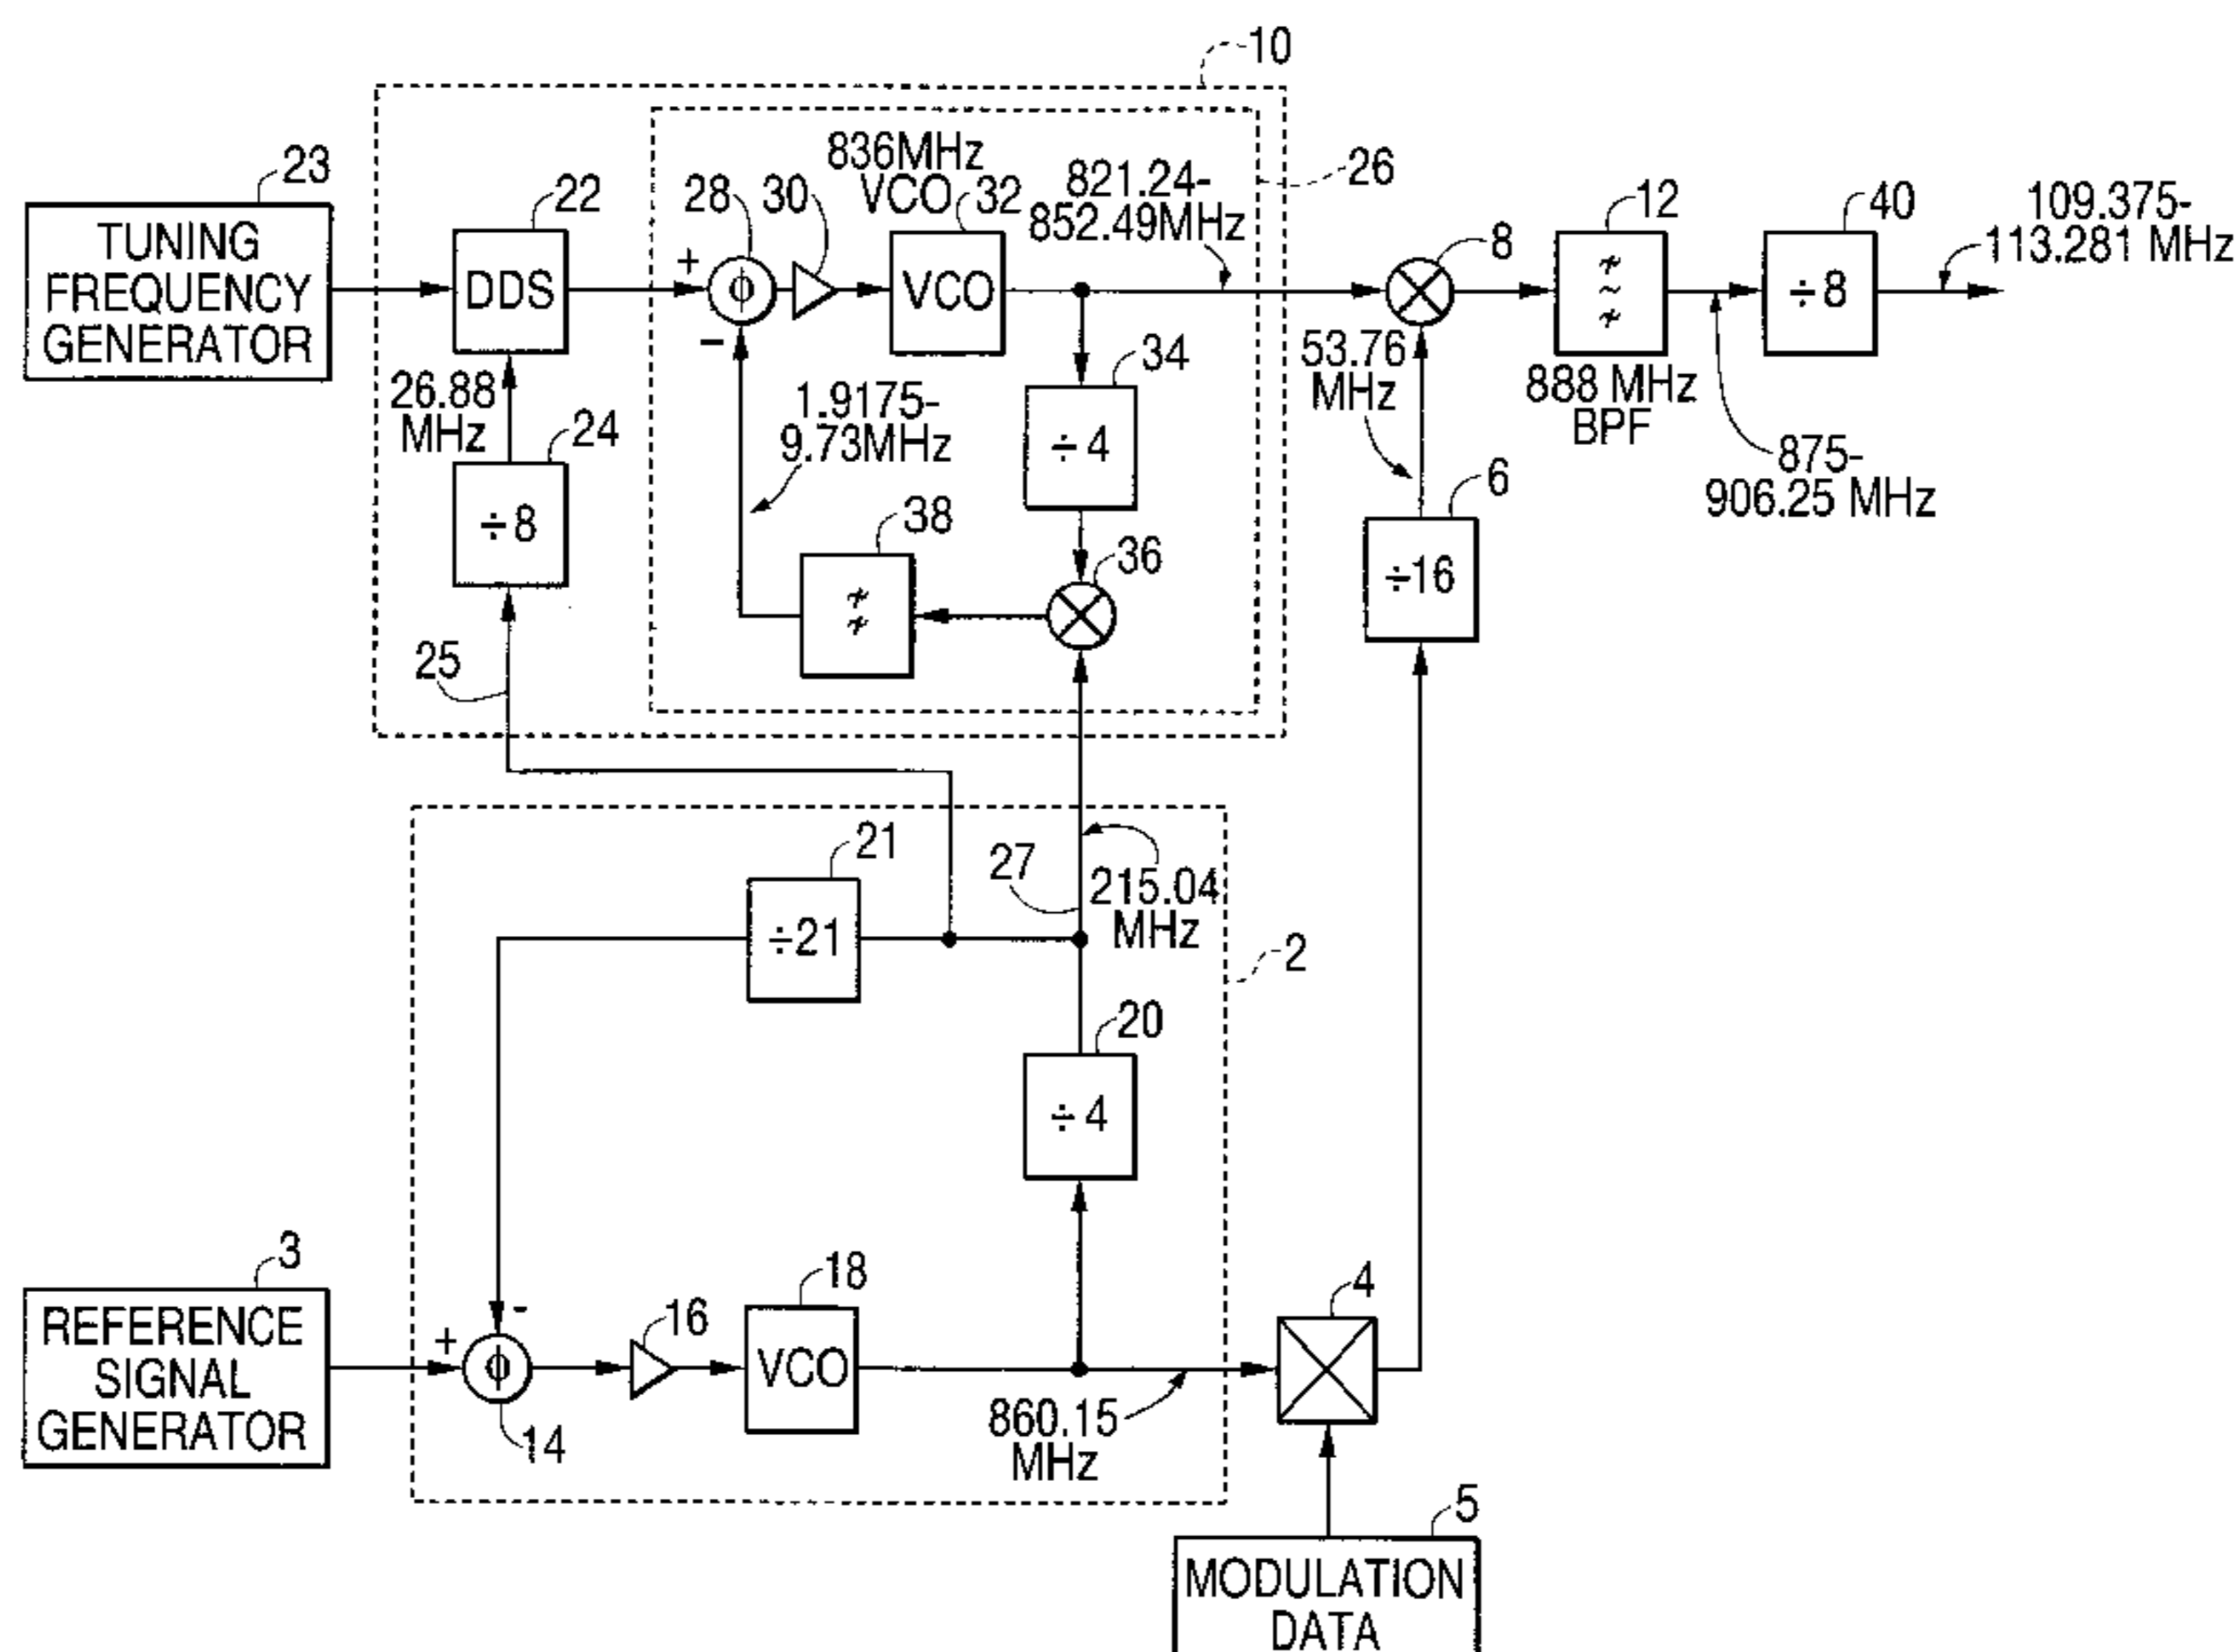 10
23
TUNING
FREQUENCY
GENERATOR
22
DDS
26.88
MHz
24
÷8
25
28
+
ϕ
−
30
836MHz
VCO
32
VCO
821.24-
852.49MHz
26
1.9175-
9.73MHz
34
÷4
38
36
8
53.76
MHz
12
~
888 MHz
BPF
40
÷8
109.375-
113.281 MHz
875-
906.25 MHz
6
÷16
21
÷21
27
215.04
MHz
2
20
÷4
3
REFERENCE
SIGNAL
GENERATOR
+
-
ϕ
14
16
18
VCO
860.15
MHz
4
5
MODULATION
DATA